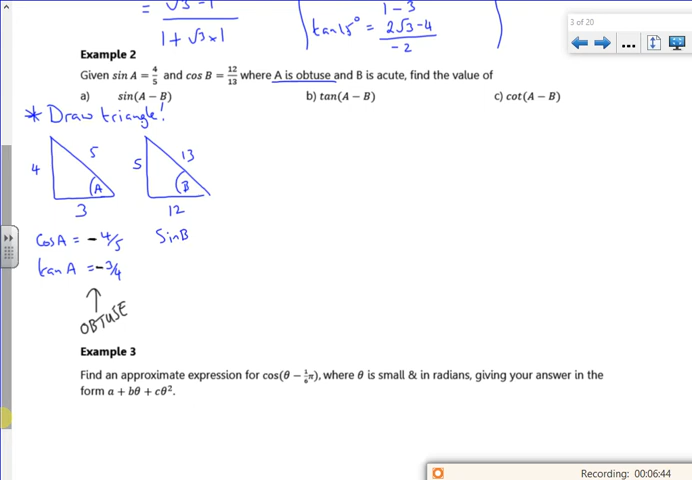 = √3 - 1
1 + √3 x 1
1 - 3
tan 15° = 2√3 - 4
-2
3 of 20
Example 2
Given sin A = 4/5 and cos B = 12/13 where A is obtuse and B is acute, find the value of
a) sin(A − B) b) tan(A − B) c) cot(A − B)
* Draw triangle!
4 5 A 3
5 13 B 12
cosA = -4/5 sinB
tanA = -3/4
OBTUSE
Example 3
Find an approximate expression for cos(θ − 1/6 π), where θ is small & in radians, giving your answer in the
form a + bθ + cθ².
Recording: 00:06:44